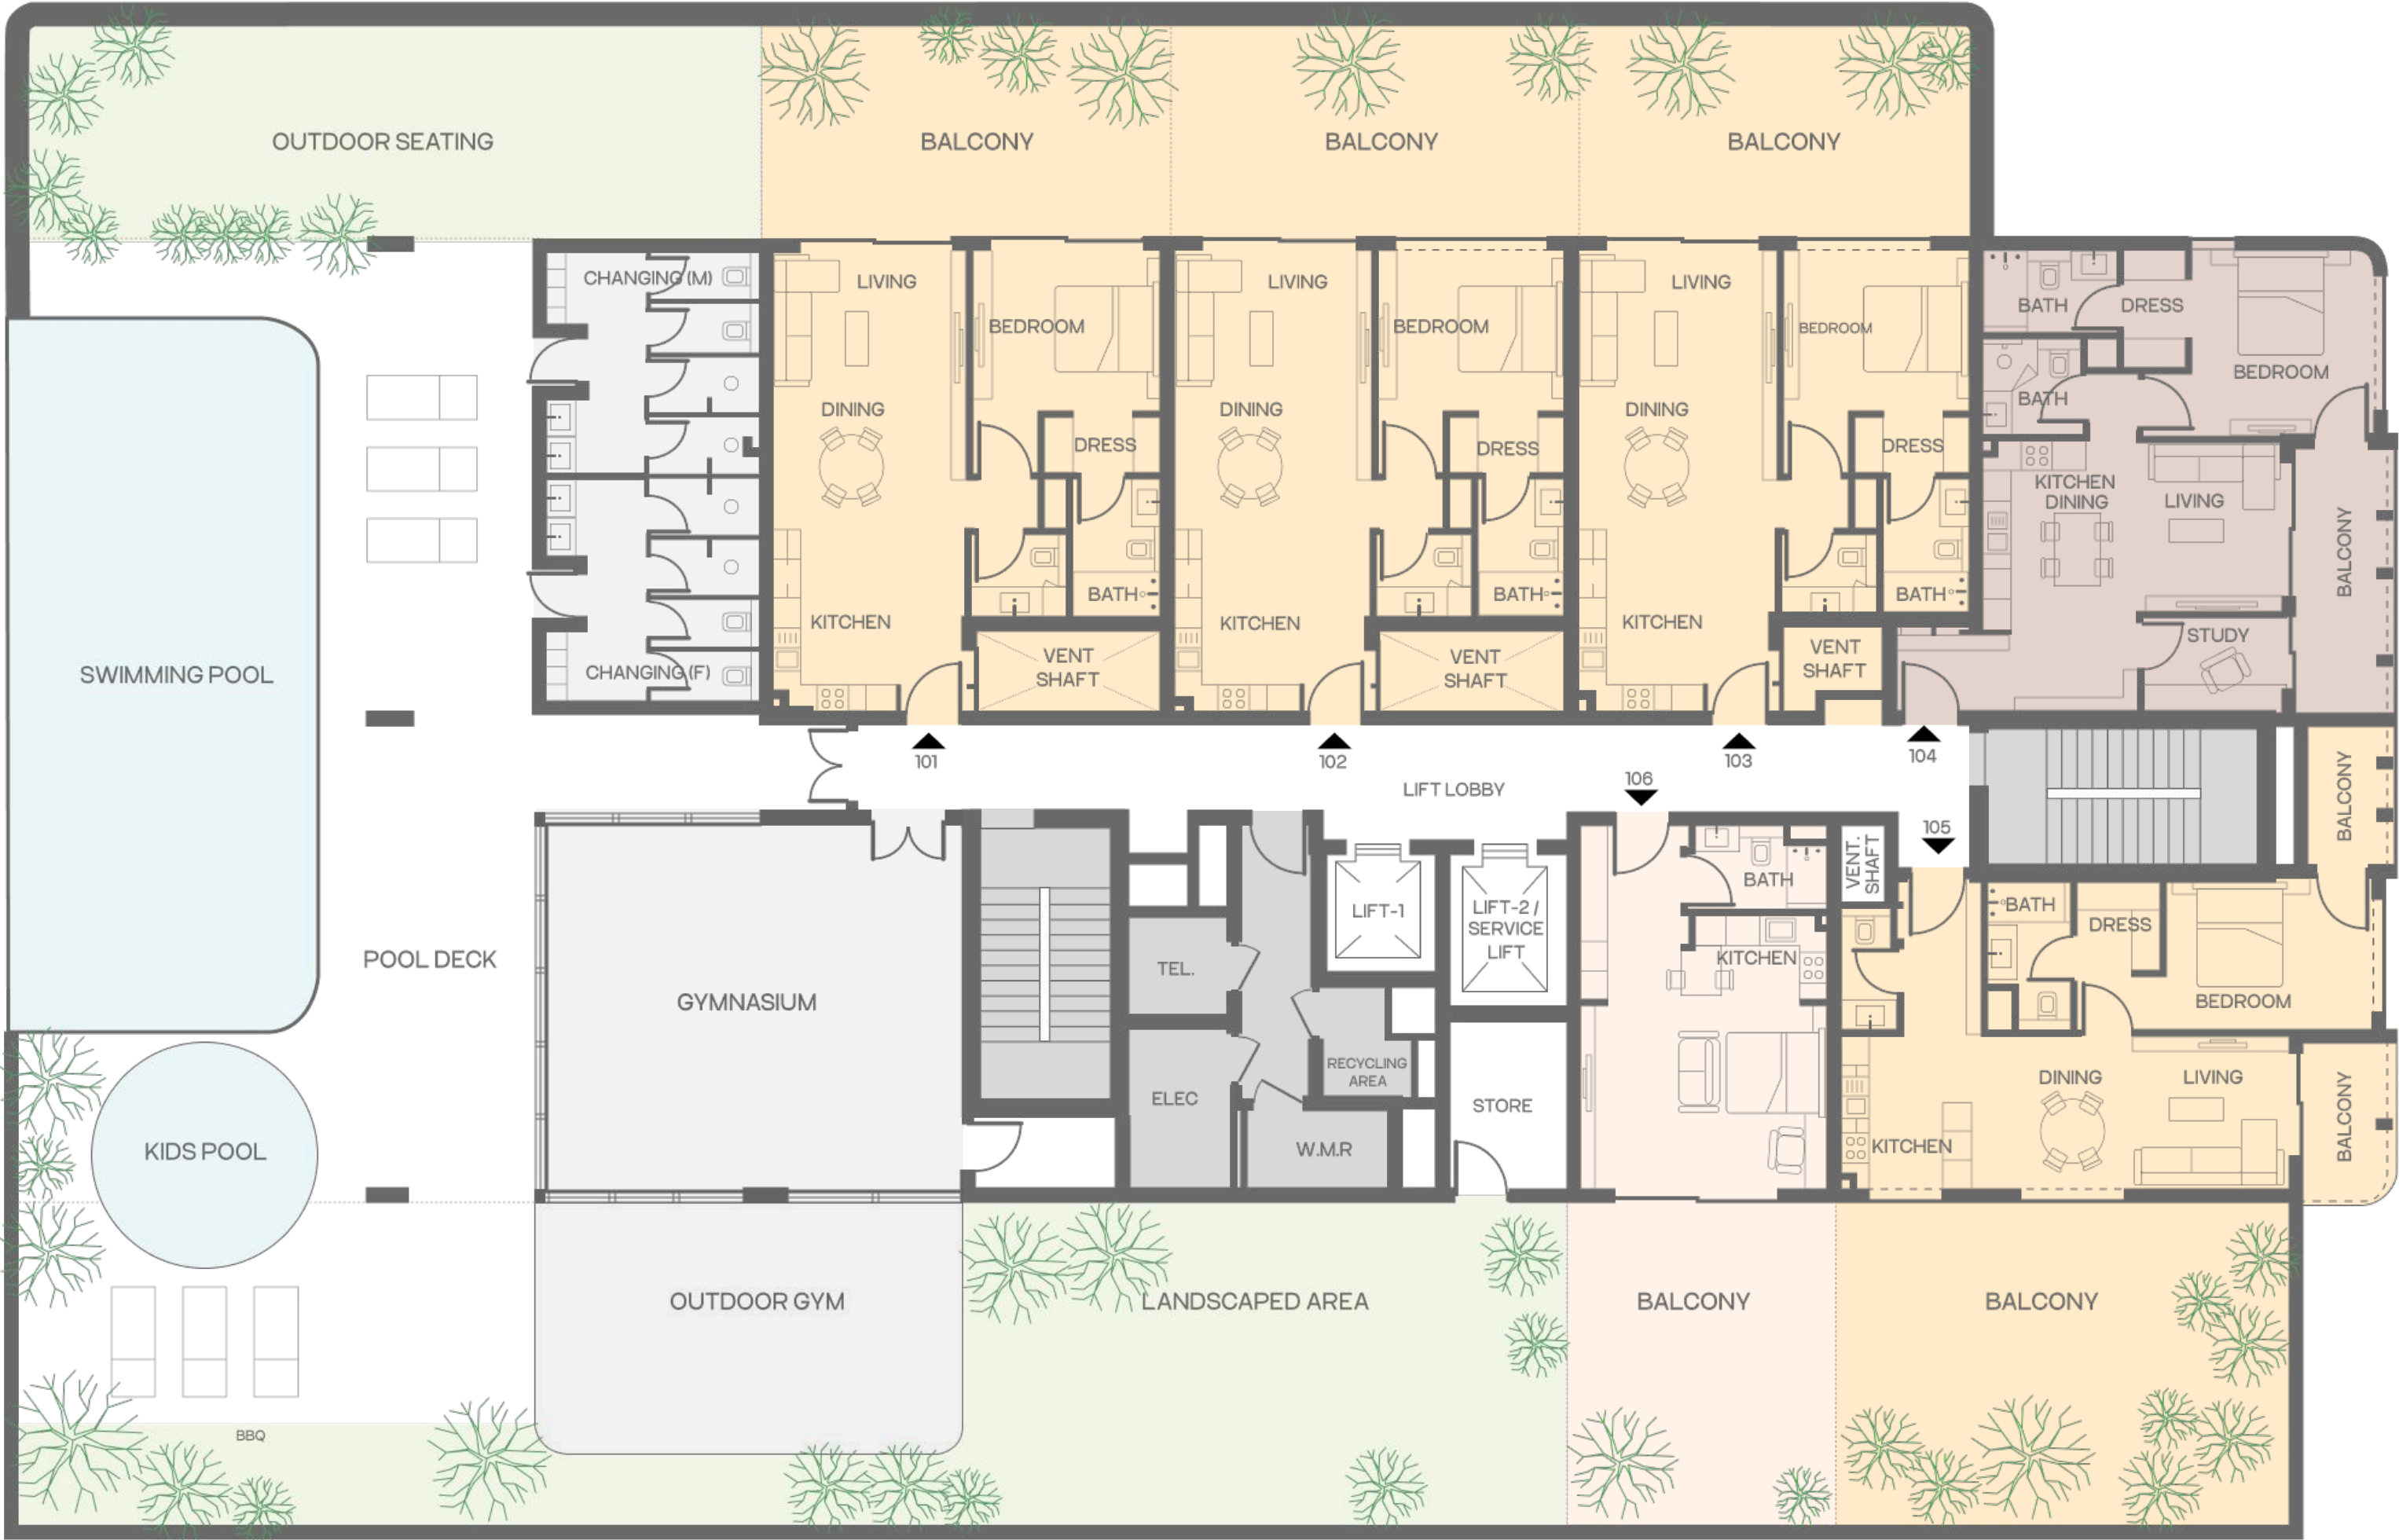 OUTDOOR SEATING
BALCONY
BALCONY
BALCONY
CHANGING (M)
LIVING
BEDROOM
DINING
DRESS
BATH
KITCHEN
VENT
SHAFT
LIVING
BEDROOM
DINING
DRESS
BATH
KITCHEN
VENT
SHAFT
LIVING
BEDROOM
DINING
DRESS
BATH
KITCHEN
VENT
SHAFT
BATH
DRESS
BEDROOM
BATH
KITCHEN
DINING
LIVING
BALCONY
STUDY
SWIMMING POOL
CHANGING (F)
101
102
103
104
106
105
LIFT LOBBY
BALCONY
POOL DECK
GYMNASIUM
TEL.
ELEC
LIFT-1
LIFT-2 /
SERVICE
LIFT
RECYCLING
AREA
W.M.R
STORE
BATH
KITCHEN
VENT.
SHAFT
BATH
DRESS
BEDROOM
DINING
LIVING
KITCHEN
BALCONY
KIDS POOL
OUTDOOR GYM
LANDSCAPED AREA
BALCONY
BALCONY
BBQ